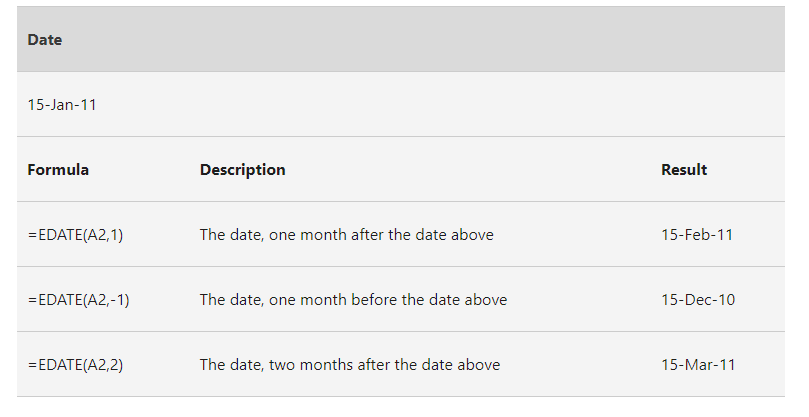 Date
15-Jan-11
Formula Description Result
=EDATE(A2,1) The date, one month after the date above 15-Feb-11
=EDATE(A2,-1) The date, one month before the date above 15-Dec-10
=EDATE(A2,2) The date, two months after the date above 15-Mar-11